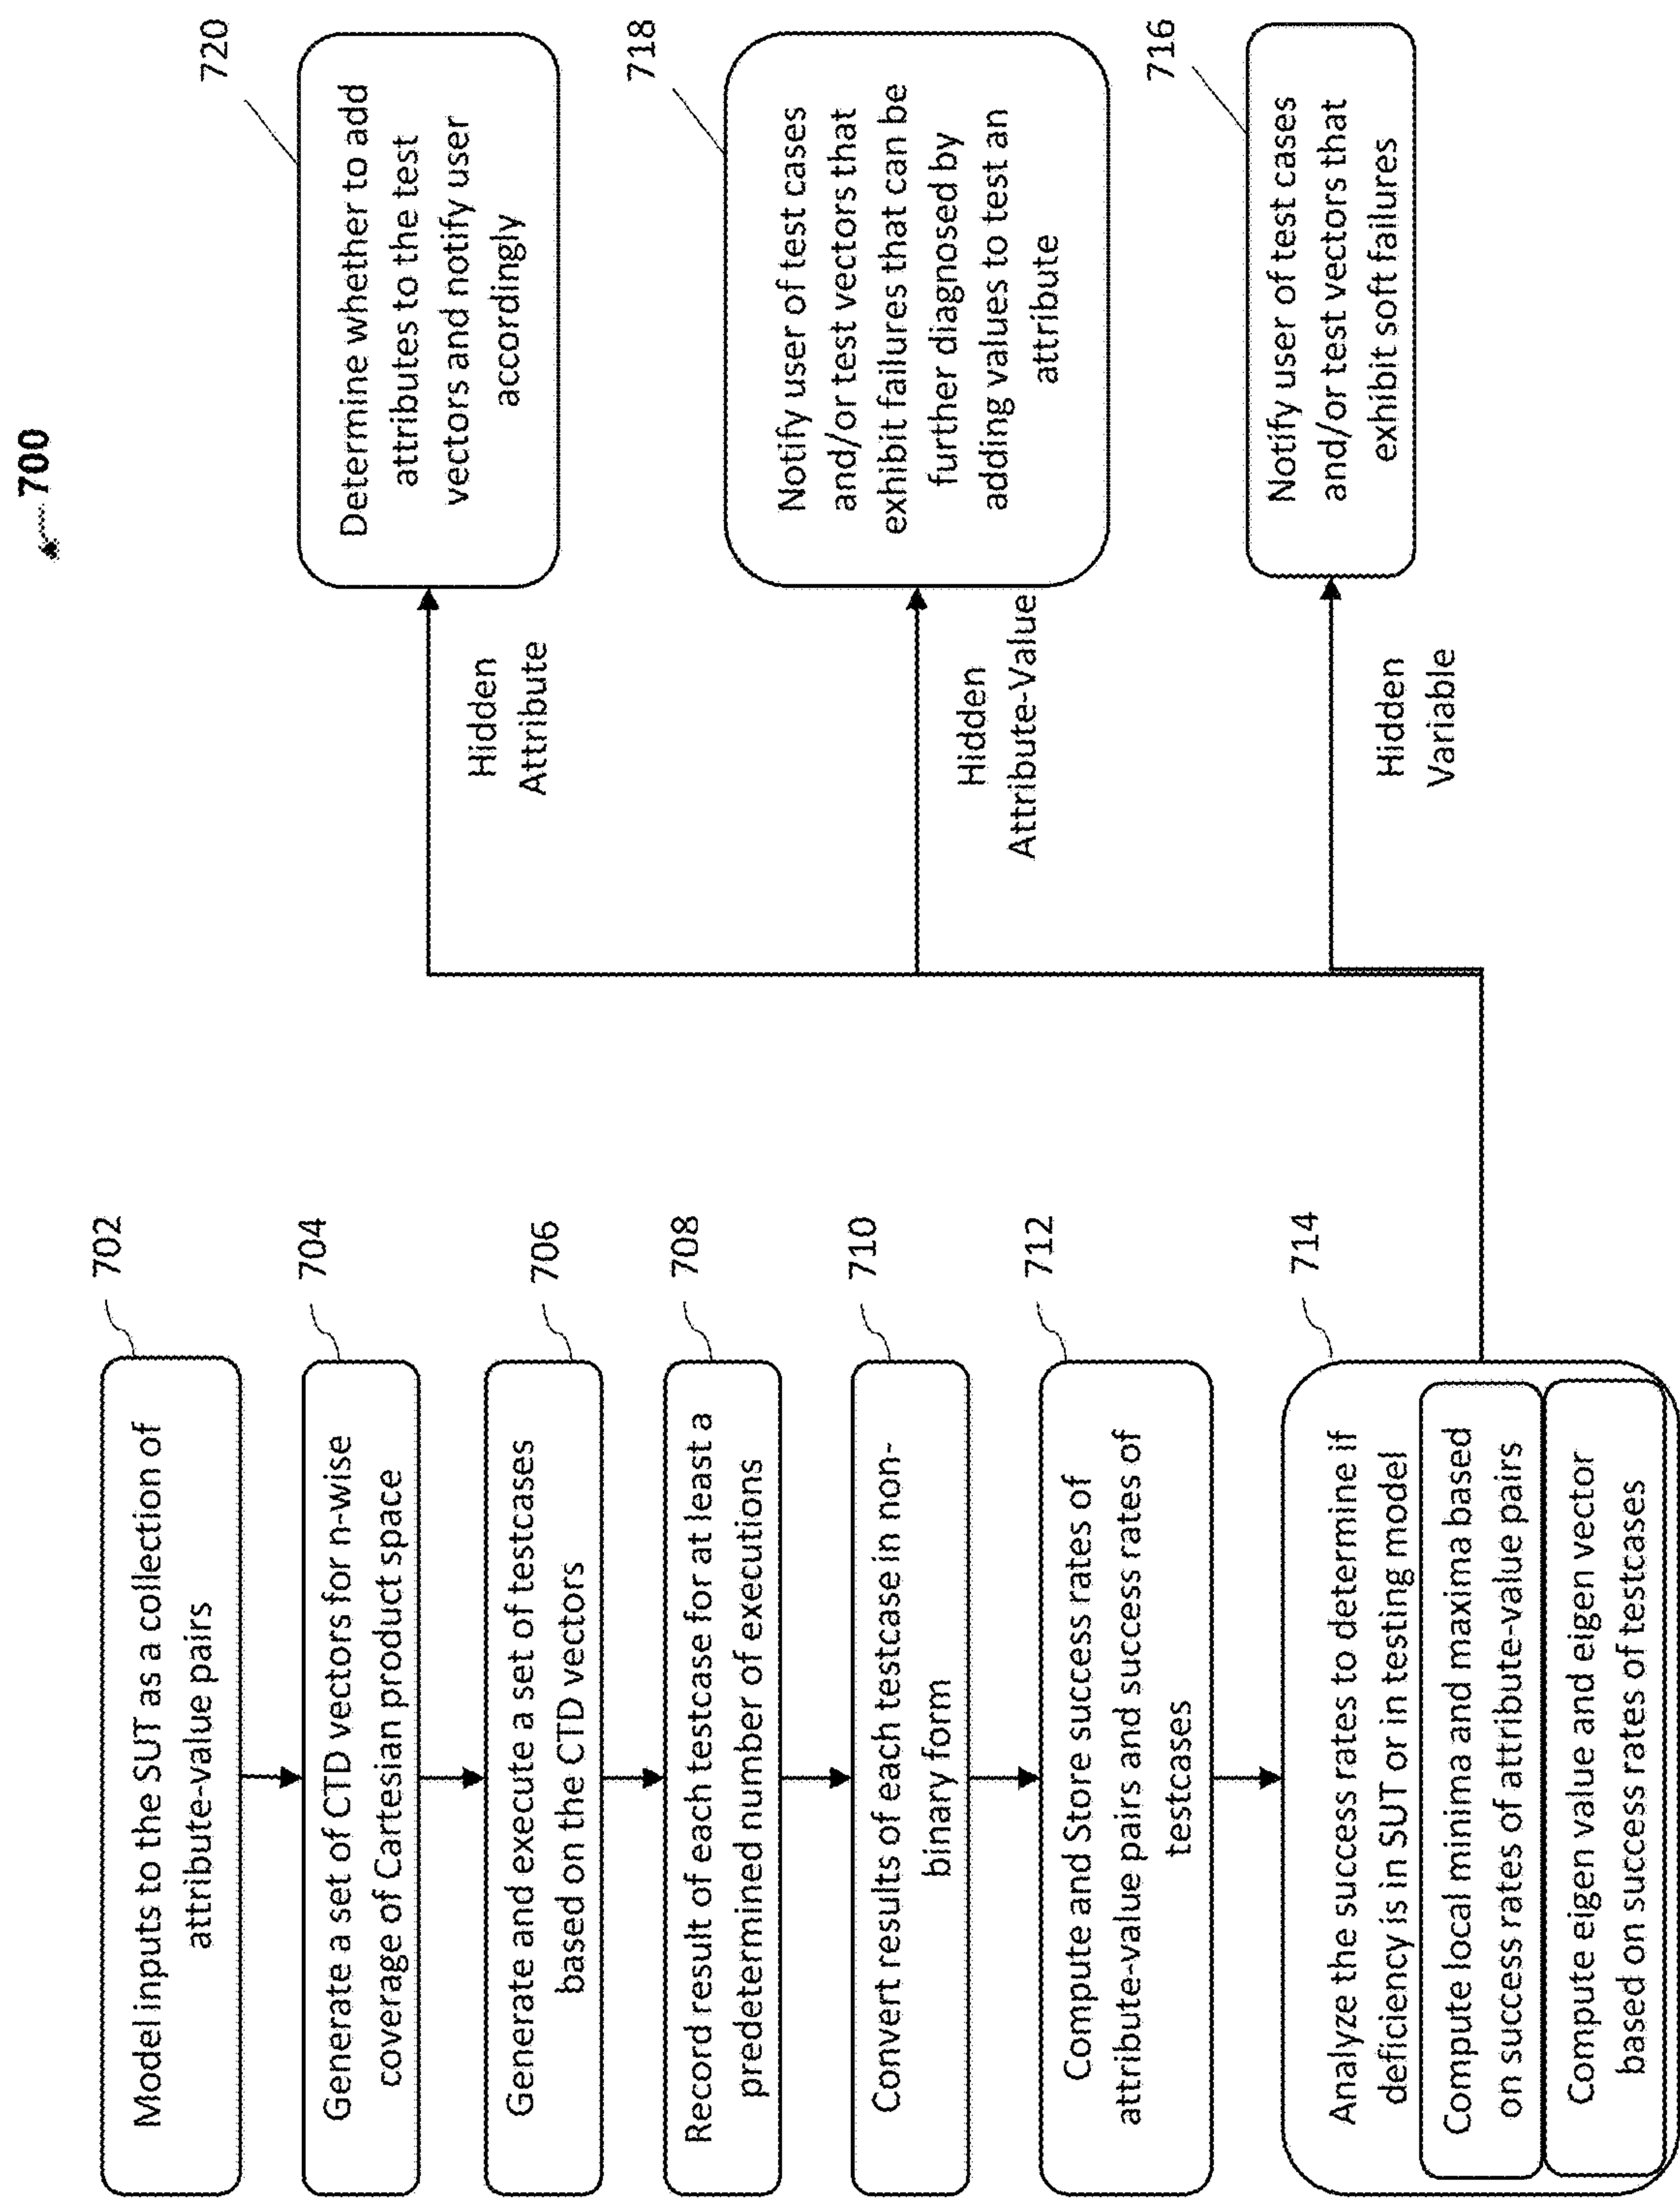 700
702
Model inputs to the SUT as a collection of
attribute-value pairs
704
Generate a set of CTD vectors for n-wise
coverage of Cartesian product space
706
Generate and execute a set of testcases
based on the CTD vectors
708
Record result of each testcase for at least a
predetermined number of executions
710
Convert results of each testcase in non-
binary form
712
Compute and Store success rates of
attribute-value pairs and success rates of
testcases
714
Analyze the success rates to determine if
deficiency is in SUT or in testing model
Compute local minima and maxima based
on success rates of attribute-value pairs
Compute eigen value and eigen vector
based on success rates of testcases
Hidden
Attribute
720
Determine whether to add
attributes to the test
vectors and notify user
accordingly
Hidden
Attribute-Value
718
Notify user of test cases
and/or test vectors that
exhibit failures that can be
further diagnosed by
adding values to test an
attribute
Hidden
Variable
716
Notify user of test cases
and/or test vectors that
exhibit soft failures